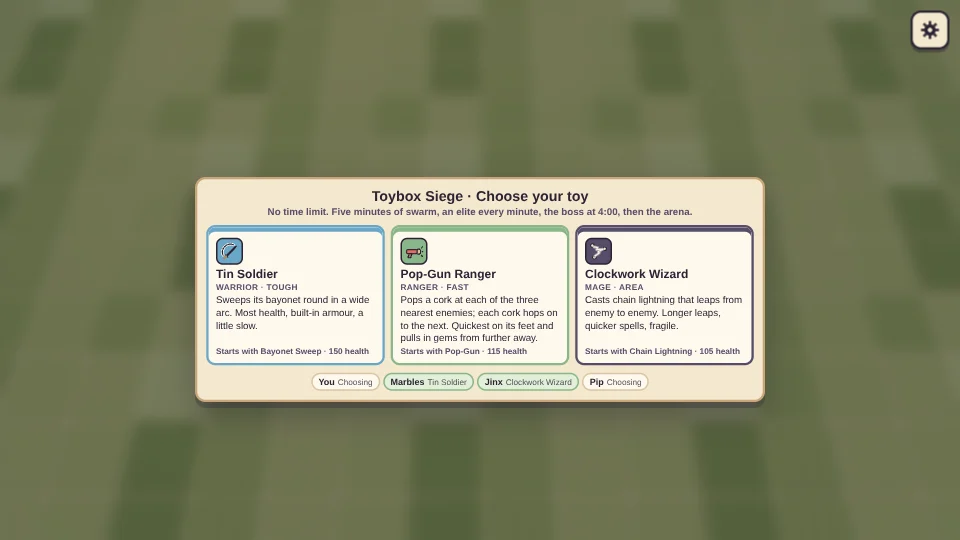 Toybox Siege · Choose your toy
No time limit. Five minutes of swarm, an elite every minute, the boss at 4:00, then the arena.
Tin Soldier
WARRIOR · TOUGH
Sweeps its bayonet round in a wide
arc. Most health, built-in armour, a
little slow.
Starts with Bayonet Sweep · 150 health
Pop-Gun Ranger
RANGER · FAST
Pops a cork at each of the three
nearest enemies; each cork hops on
to the next. Quickest on its feet and
pulls in gems from further away.
Starts with Pop-Gun · 115 health
Clockwork Wizard
MAGE · AREA
Casts chain lightning that leaps from
enemy to enemy. Longer leaps,
quicker spells, fragile.
Starts with Chain Lightning · 105 health
You Choosing
Marbles Tin Soldier
Jinx Clockwork Wizard
Pip Choosing